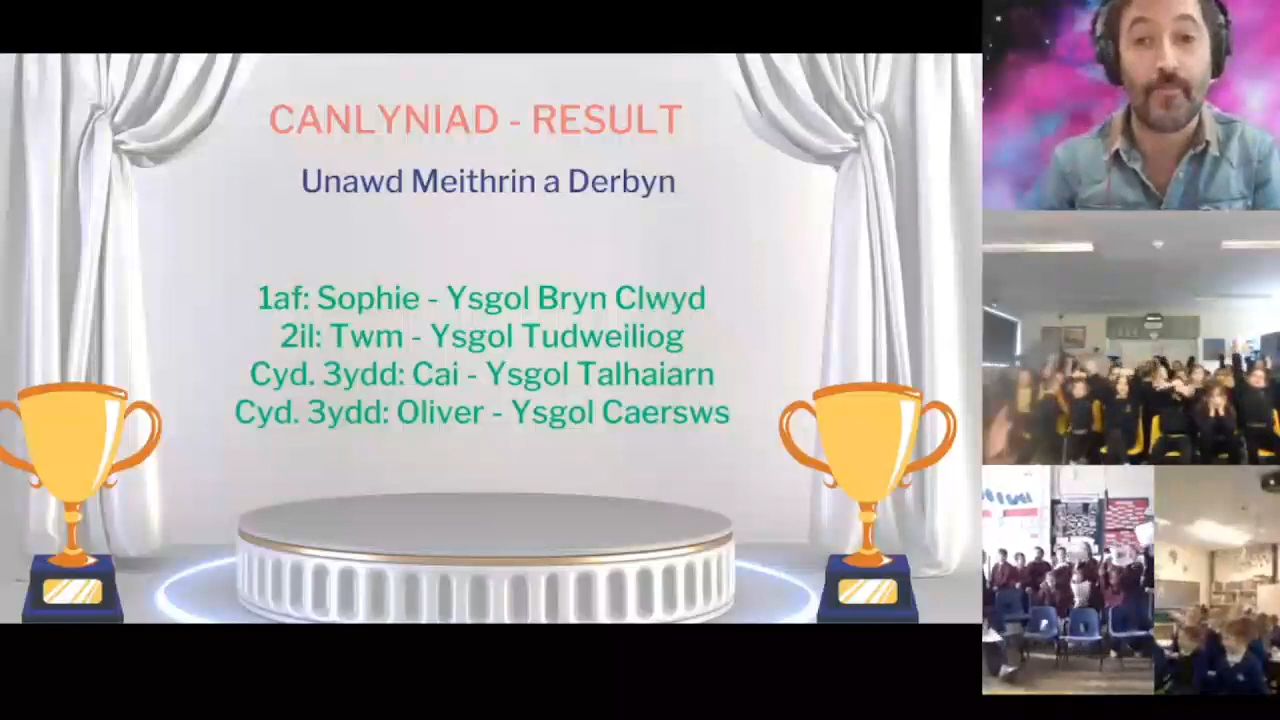 CANLYNIAD - RESULT
Unawd Meithrin a Derbyn
1af: Sophie - Ysgol Bryn Clwyd
2il: Twm - Ysgol Tudweiliog
Cyd. 3ydd: Cai - Ysgol Talhaiarn
Cyd. 3ydd: Oliver - Ysgol Caersws